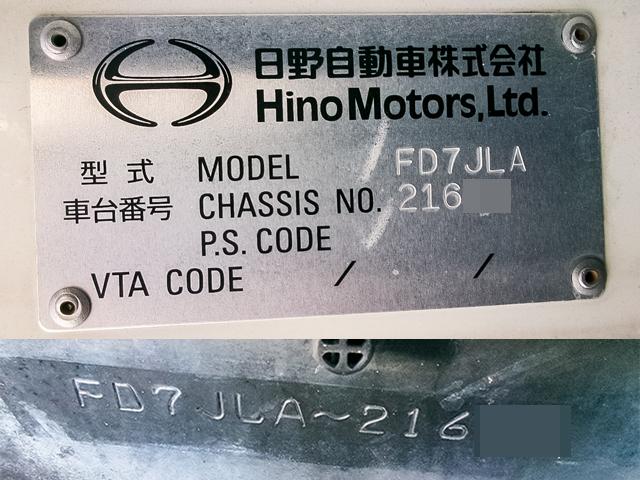 日野自動車株式会社
Hino Motors, Ltd.
型式 MODEL FD7JLA
車台番号 CHASSIS NO. 216
P.S. CODE
VTA CODE / /
FD7JLA~216